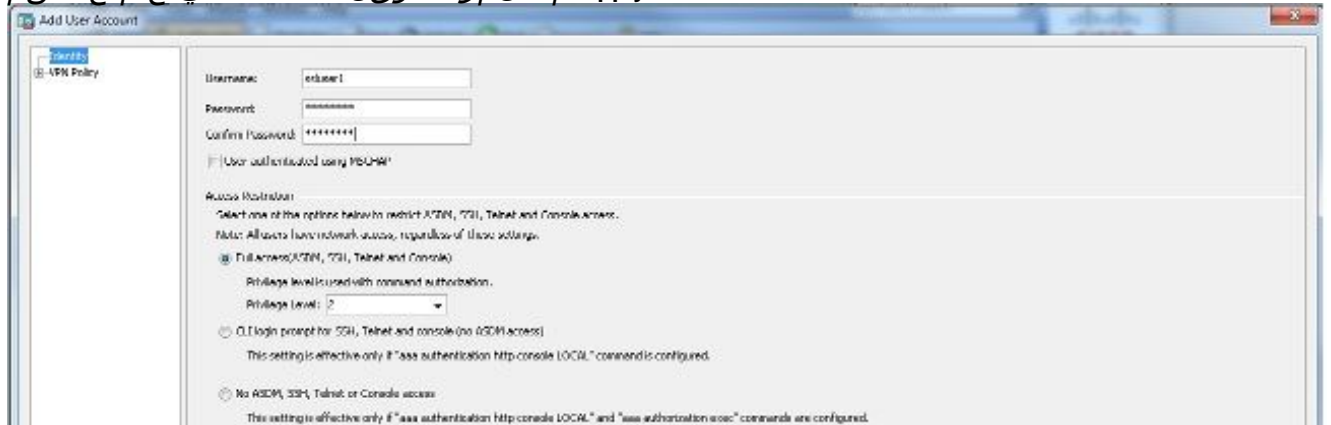 Add User Account
Identity
VPN Policy
Username:
Password:
********
Confirm Password:
********
User authenticated using MSCHAP
Access Restriction
Select one of the options below to restrict ASDM, SSH, Telnet and Console access.
Note: All users have network access, regardless of these settings.
Full access(ASDM, SSH, Telnet and Console)
Privilege level is used with command authorization.
Privilege Level: 2
CLI login prompt for SSH, Telnet and console (no ASDM access)
This setting is effective only if "aaa authentication http console LOCAL" command is configured.
No ASDM, SSH, Telnet or Console access
This setting is effective only if "aaa authentication http console LOCAL" and "aaa authorization exec" commands are configured.